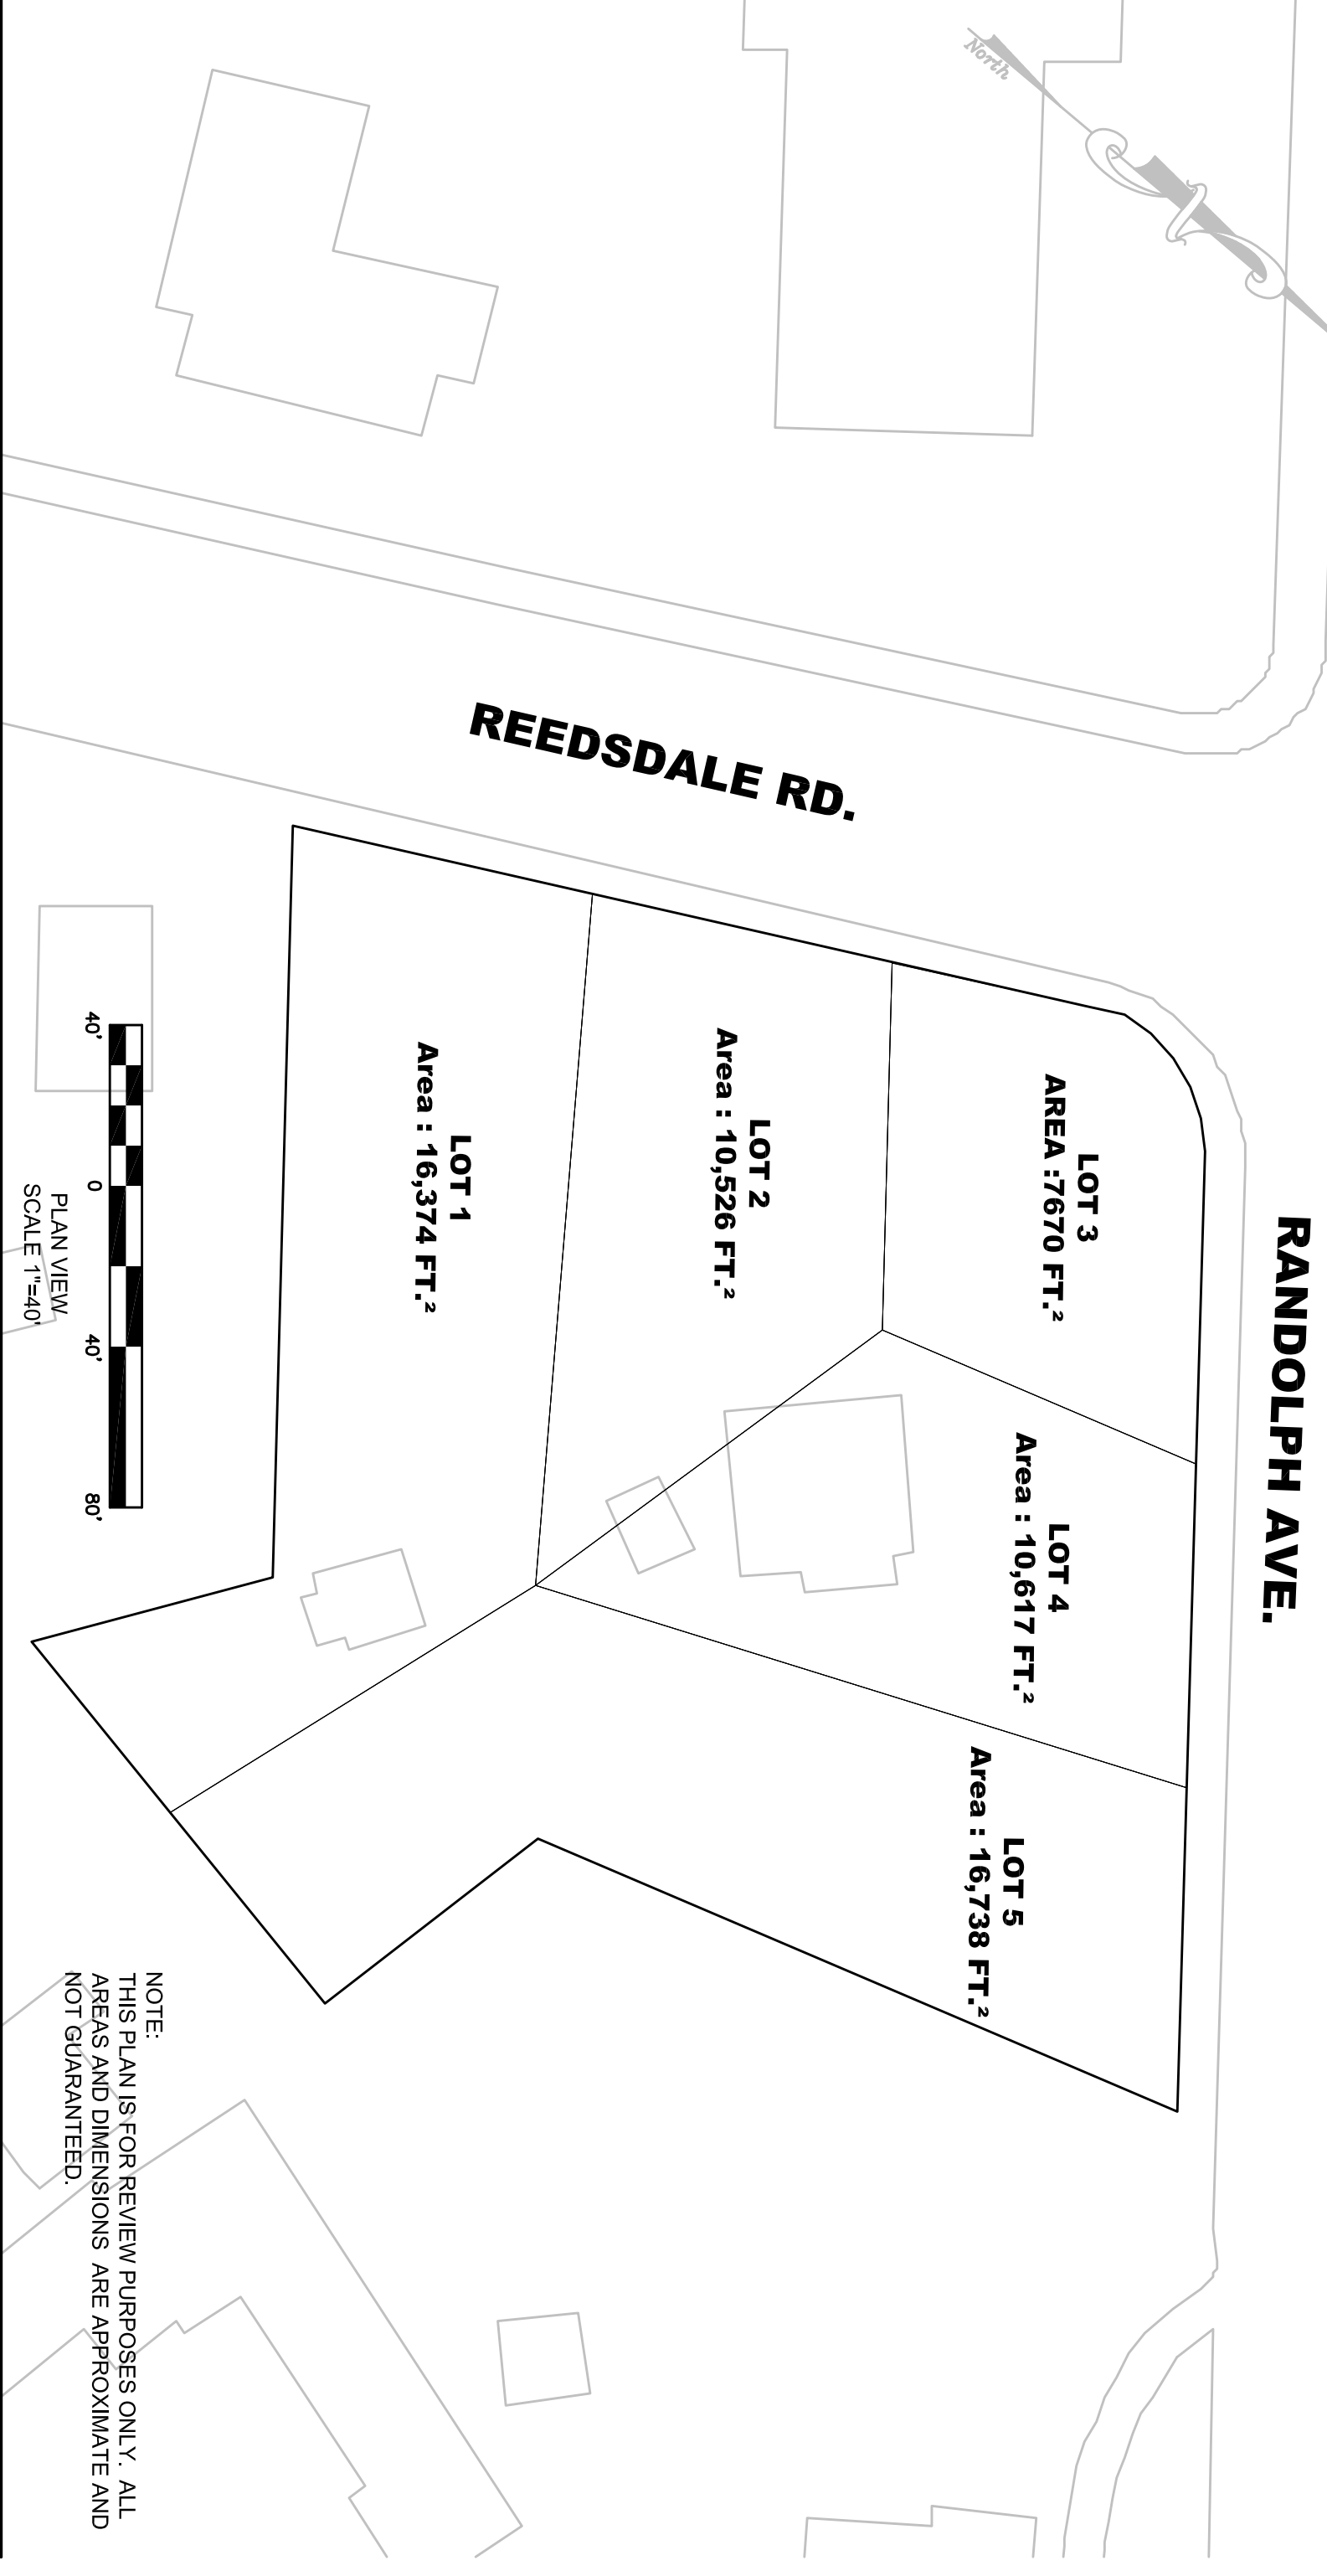 North
RANDOLPH AVE.
REEDSDALE RD.
LOT 3
AREA :7670 FT.²
LOT 4
Area : 10,617 FT.²
LOT 5
Area : 16,738 FT.²
LOT 2
Area : 10,526 FT.²
LOT 1
Area : 16,374 FT.²
40' 0 40' 80'
PLAN VIEW
SCALE 1"=40'
NOTE:
THIS PLAN IS FOR REVIEW PURPOSES ONLY. ALL
AREAS AND DIMENSIONS ARE APPROXIMATE AND
NOT GUARANTEED.